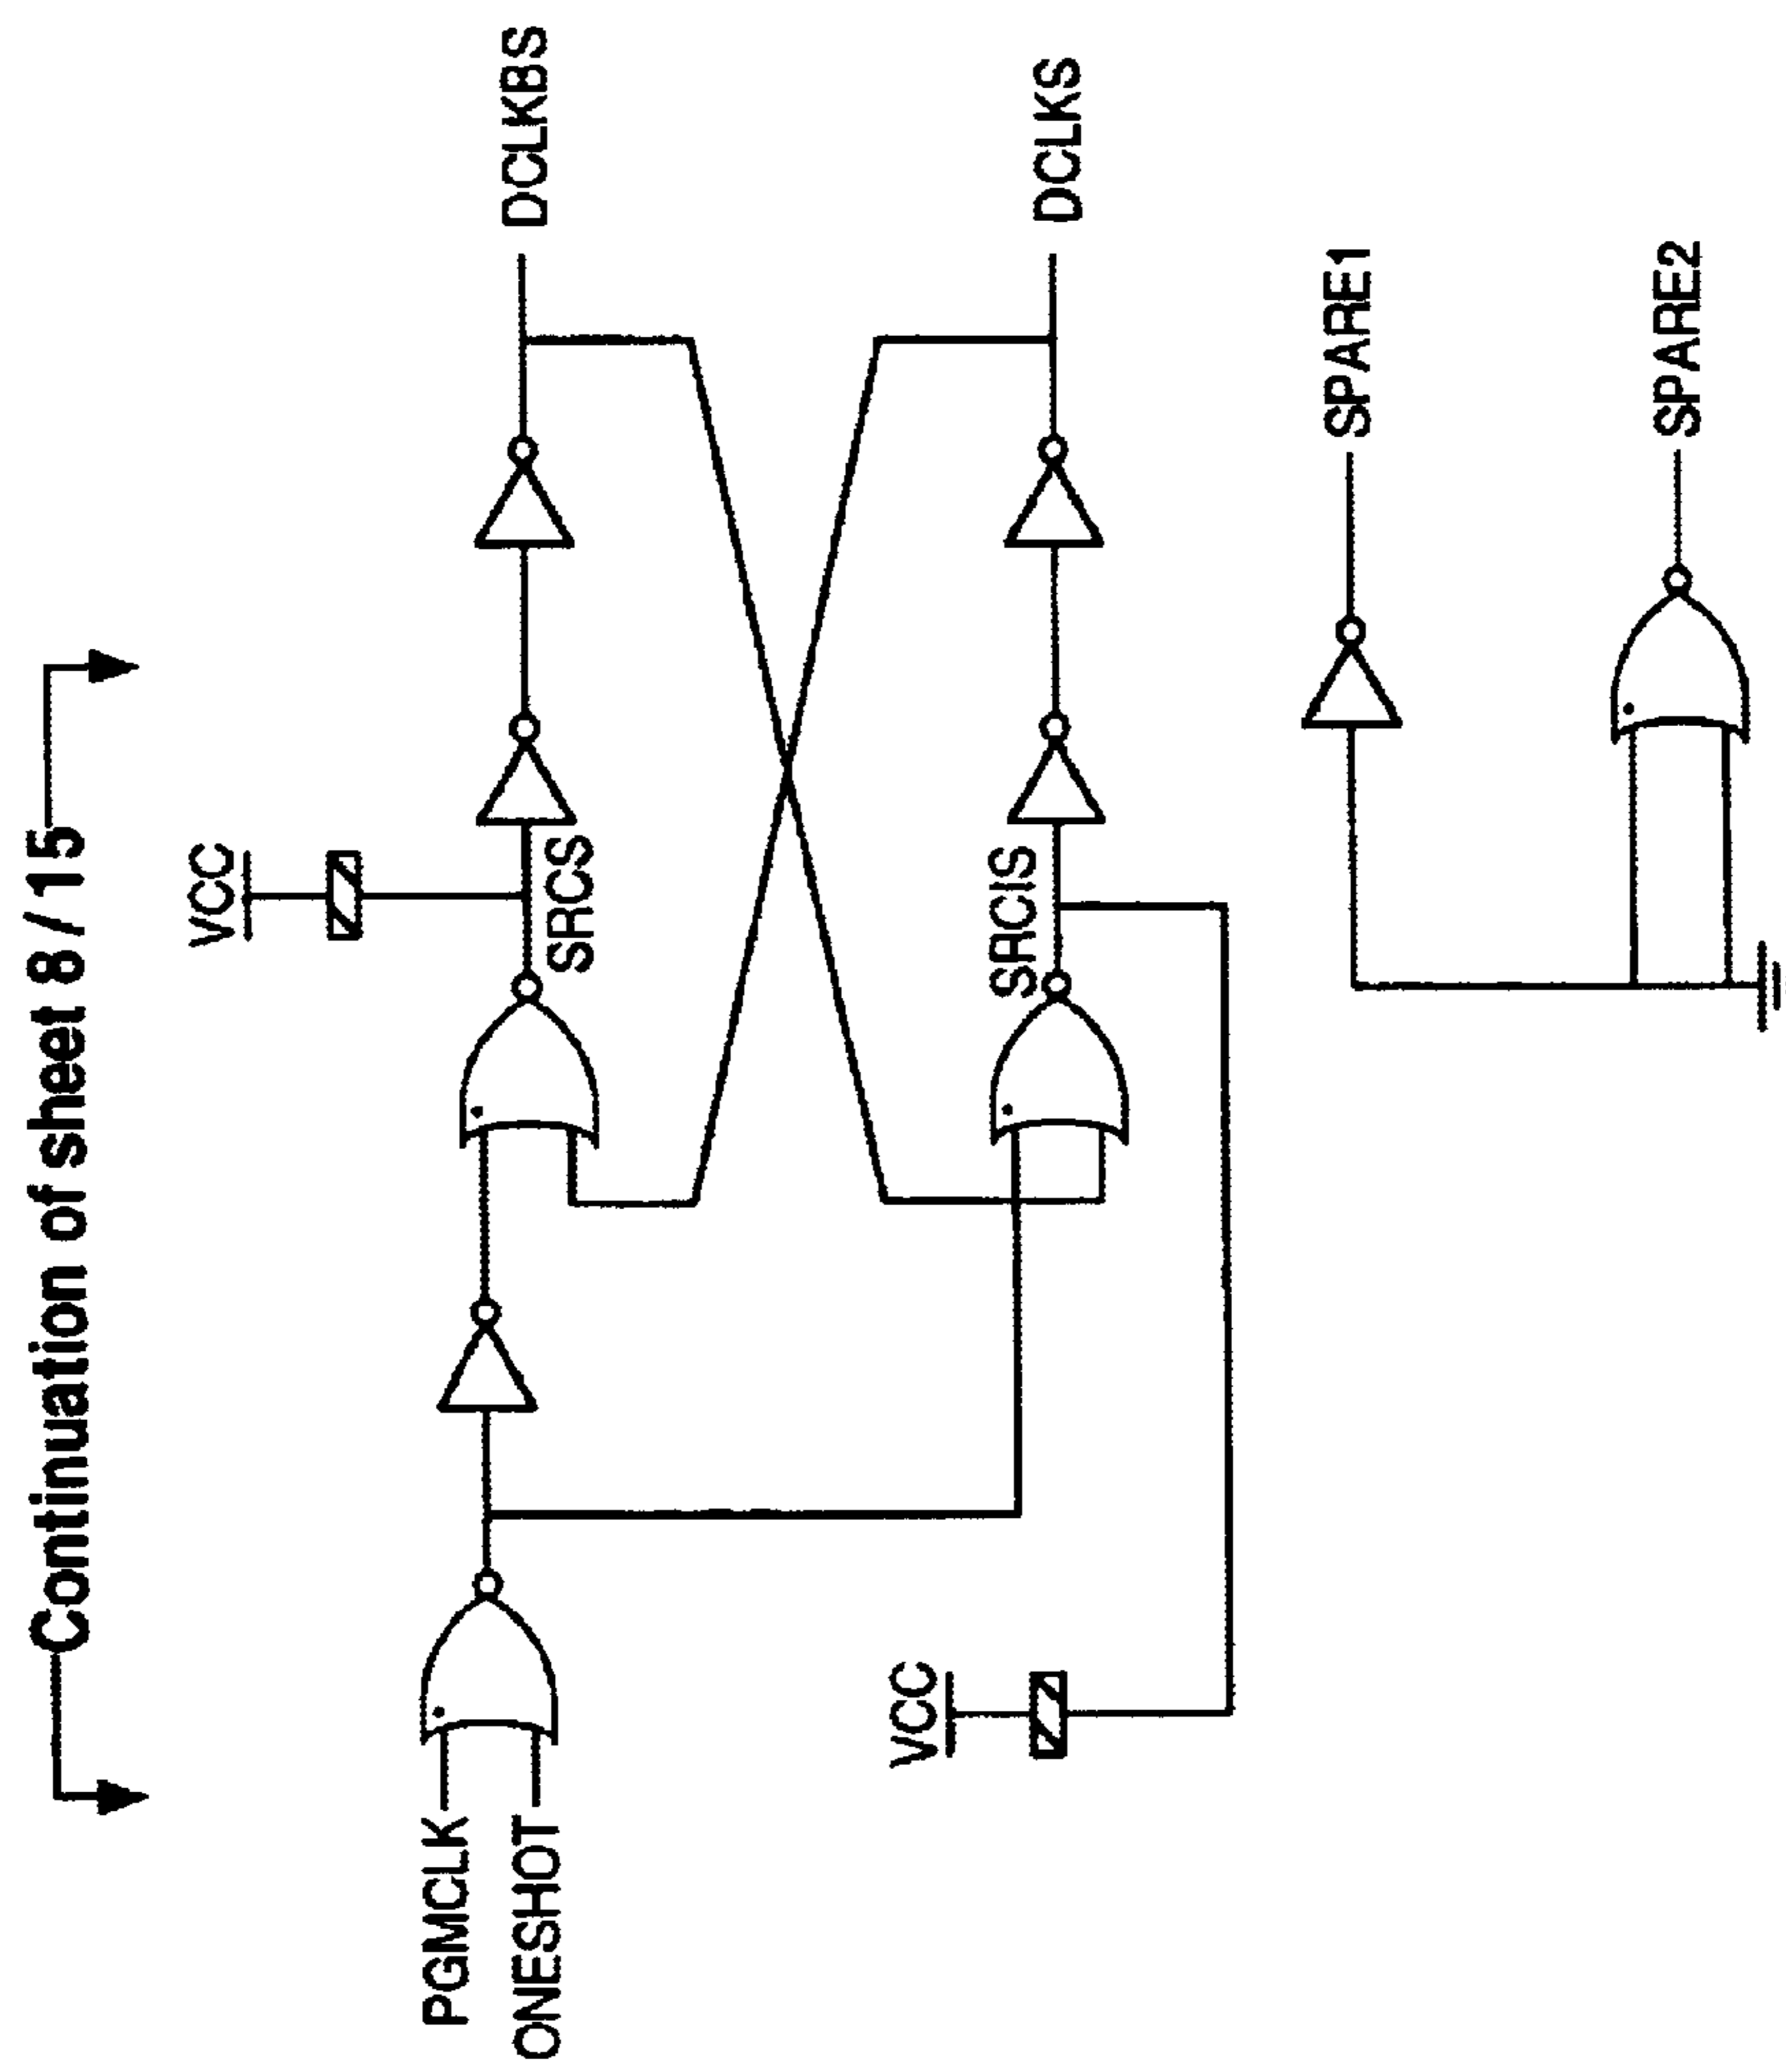 Continuation of sheet 8 / 15
VCC
SRCS
DCLKBS
PGMCLK
ONESHOT
VCC
SRCIS
DCLKS
SPARE1
SPARE2